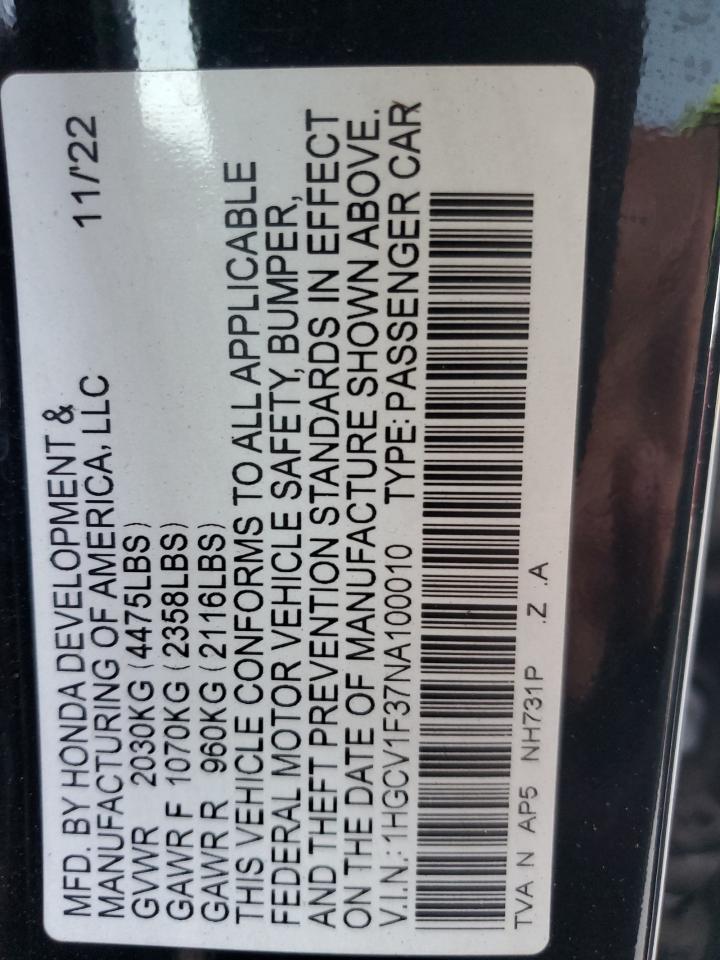 MFD. BY HONDA DEVELOPMENT &
MANUFACTURING OF AMERICA, LLC 11/'22
GVWR 2030KG (4475LBS)
GAWR F 1070KG (2358LBS)
GAWR R 960KG (2116LBS)
THIS VEHICLE CONFORMS TO ALL APPLICABLE
FEDERAL MOTOR VEHICLE SAFETY, BUMPER,
AND THEFT PREVENTION STANDARDS IN EFFECT
ON THE DATE OF MANUFACTURE SHOWN ABOVE.
V.I.N.: 1HGCV1F37NA100010 TYPE: PASSENGER CAR
TVA N AP5 NH731P .Z .A